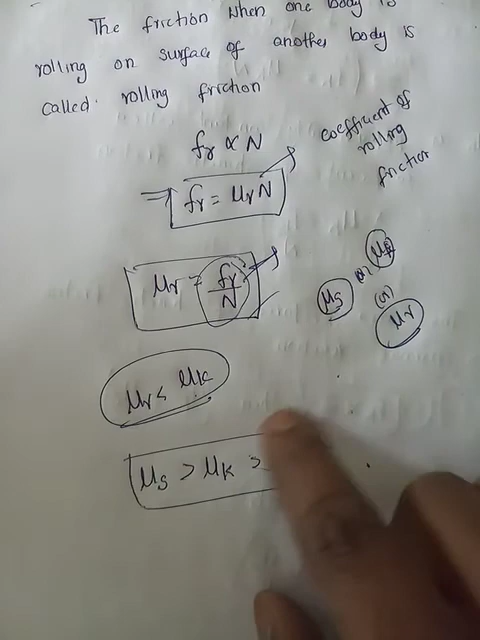 The friction when one body is
rolling on surface of another body is
called rolling friction
fr ∝ N
coefficient of
rolling
friction
⇒ fr = μrN
μr = fr/N
μs or μk
(or)
μr
μr < μk
μs > μk >